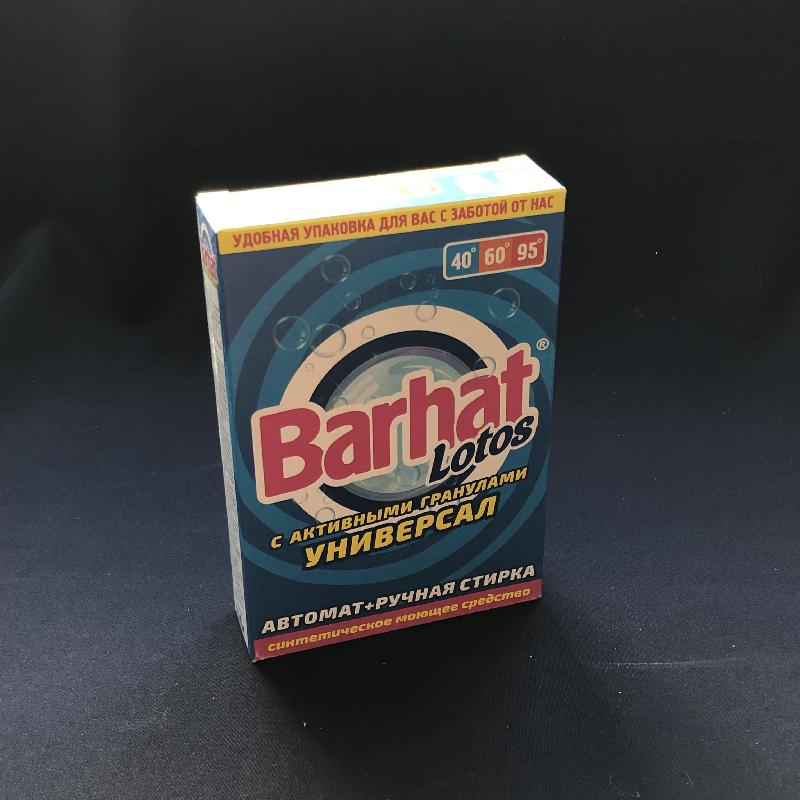 УДОБНАЯ УПАКОВКА ДЛЯ ВАС С ЗАБОТОЙ ОТ НАС
40° 60° 95°
Barhat®
Lotos
С АКТИВНЫМИ ГРАНУЛАМИ
УНИВЕРСАЛ
АВТОМАТ+РУЧНАЯ СТИРКА
синтетическое моющее средство
Barhat